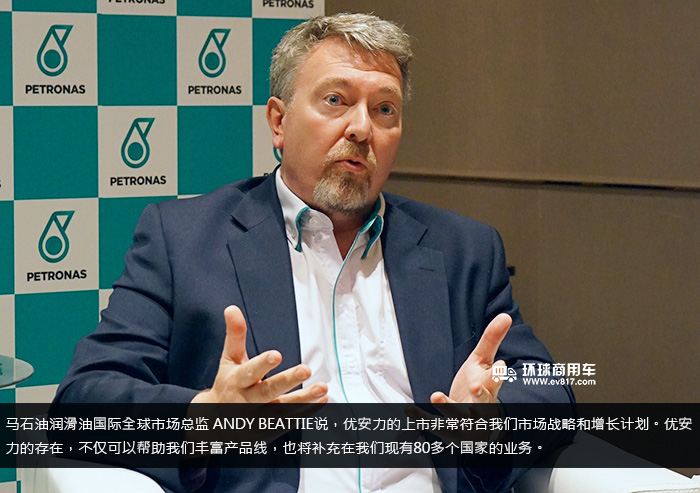 PETRONAS
PETRONAS
PETRONAS
PETRONAS
PETRONAS
PETRONAS
环球商用车
www.ev817.com
马石油润滑油国际全球市场总监 ANDY BEATTIE说，优安力的上市非常符合我们市场战略和增长计划。优安
力的存在，不仅可以帮助我们丰富产品线，也将补充在我们现有80多个国家的业务。